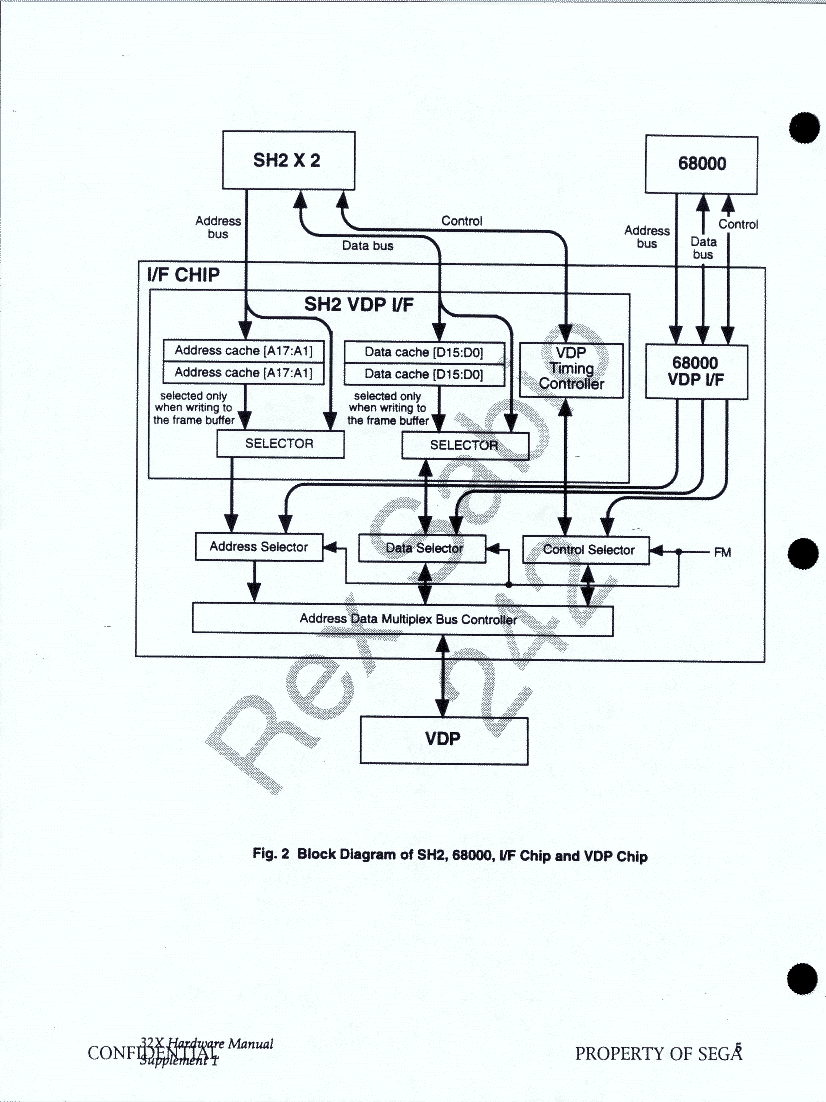 SH2 X 2
68000
Address
bus
Data bus
Control
Address
bus
Data
bus
Control
I/F CHIP
SH2 VDP I/F
Address cache [A17:A1]
Address cache [A17:A1]
Data cache [D15:D0]
Data cache [D15:D0]
VDP
Timing
Controller
68000
VDP I/F
selected only
when writing to
the frame buffer
selected only
when writing to
the frame buffer
SELECTOR
SELECTOR
Address Selector
Data Selector
Control Selector
FM
Address Data Multiplex Bus Controller
VDP
Rex Sabio
242
Fig. 2 Block Diagram of SH2, 68000, I/F Chip and VDP Chip
32X Hardware Manual
CONFIDENTIAL
Supplement 1
PROPERTY OF SEGA
5